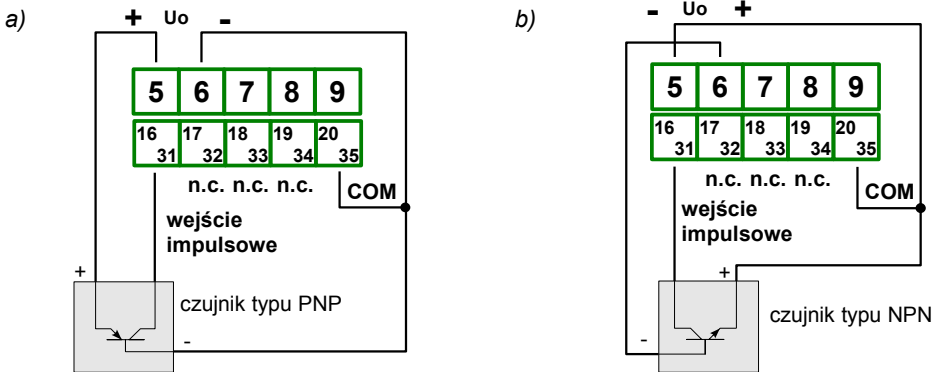 a)
+ Uo -
5 6 7 8 9
16 17 18 19 20
31 32 33 34 35
n.c. n.c. n.c.
COM
wejście
impulsowe
+
czujnik typu PNP
-
b)
- Uo +
5 6 7 8 9
16 17 18 19 20
31 32 33 34 35
n.c. n.c. n.c.
COM
wejście
impulsowe
+
czujnik typu NPN
-